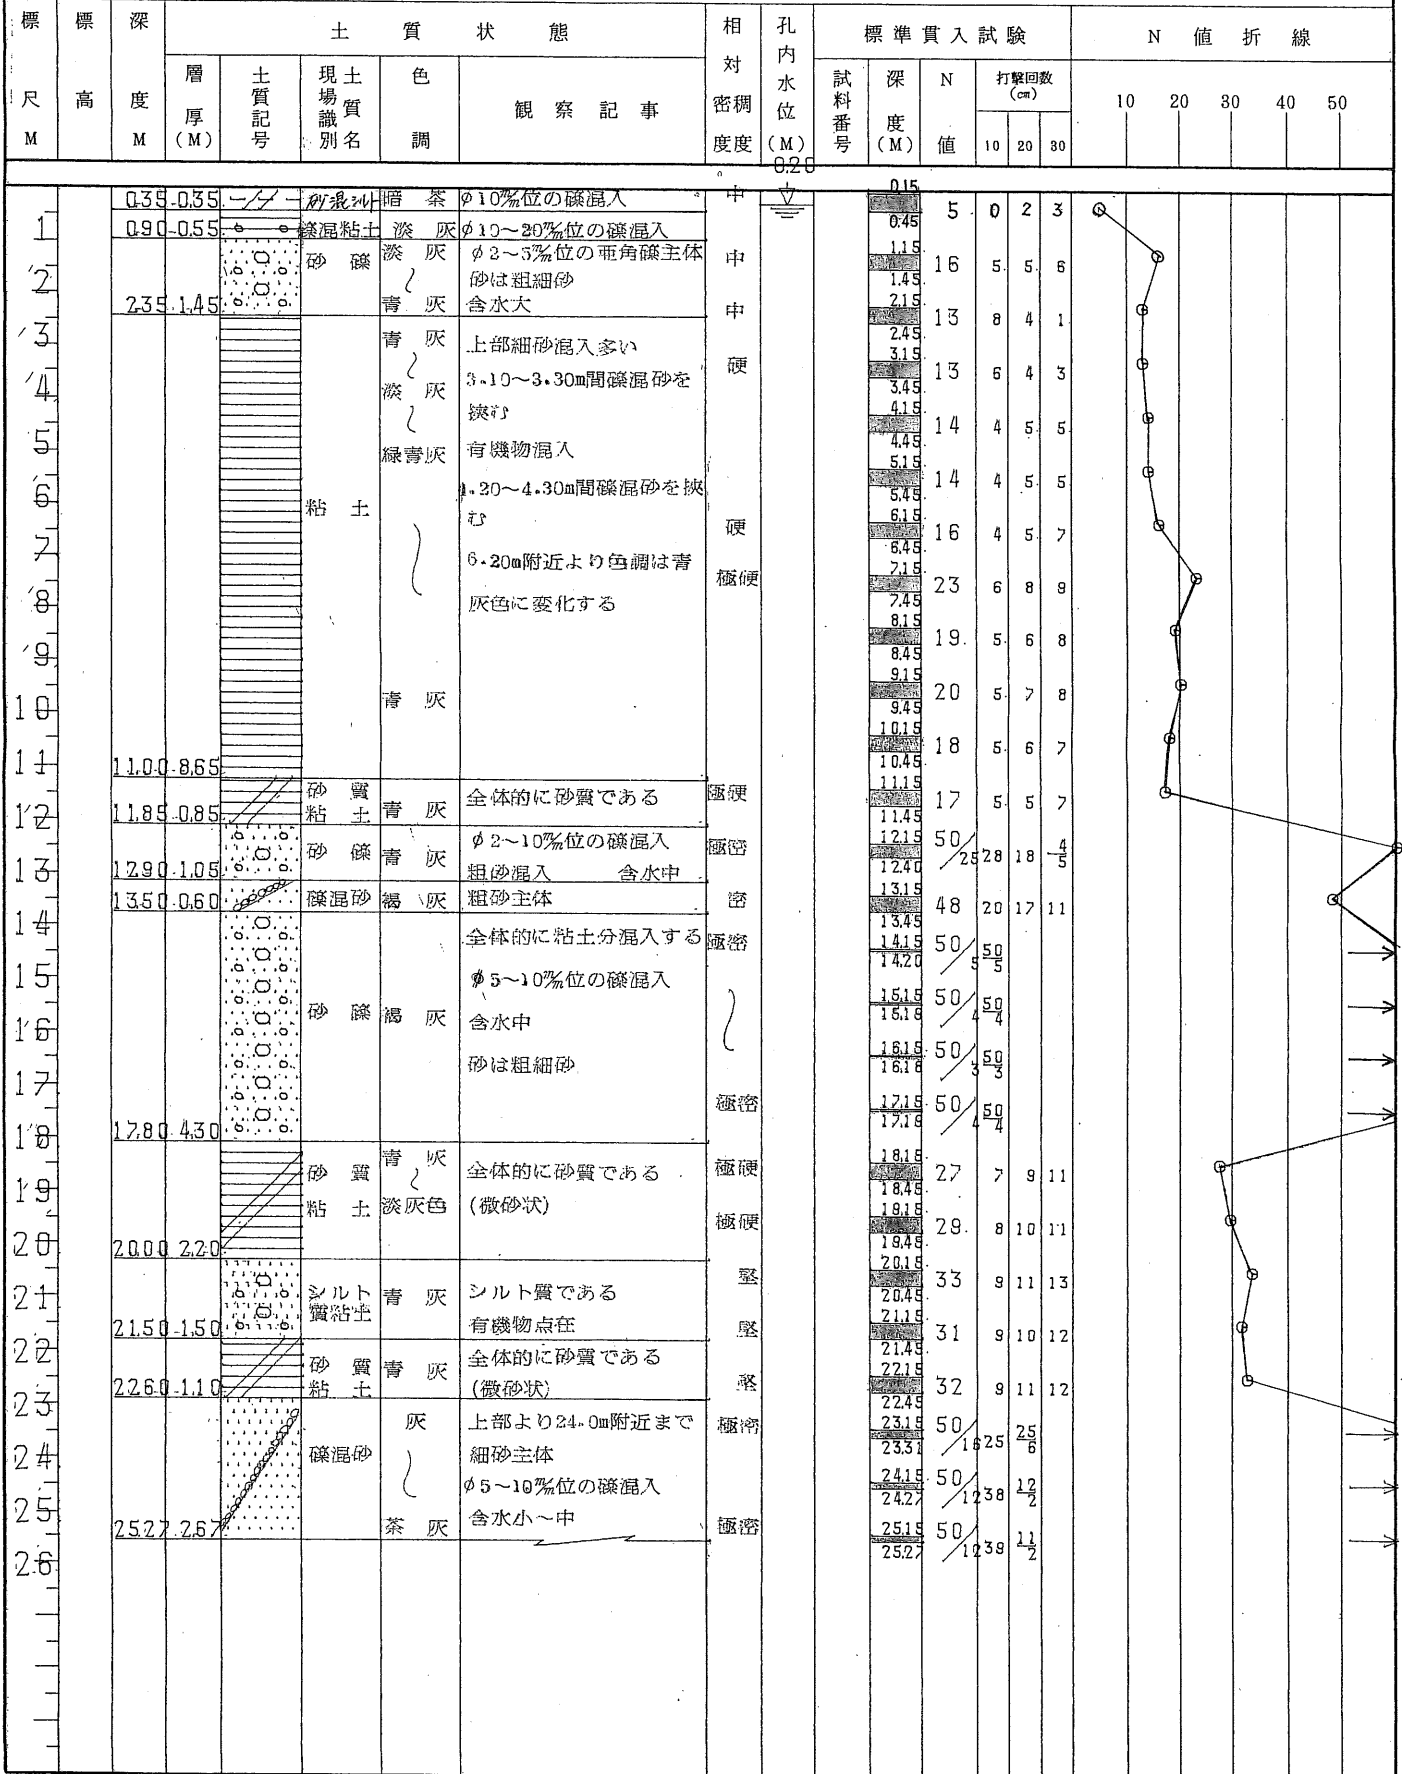 標尺M 標高 深度M 土質状態 相対密度 稠度 孔内水位(M) 標準貫入試験 N値折線
層厚(M) 土質記号 現場識別 土質名 色調 観察記事 試料番号 深度(M) N値 打撃回数(cm) 10 20 30
10 20 30 40 50
0.20
0.35 0.35 砂混シルト 暗茶 φ10m/m位の礫混入 中 0.15 0.45 5 0 2 3
1 0.90 0.55 礫混粘土 淡灰 φ10～20m/m位の礫混入
砂礫 淡灰 φ2～5m/m位の亜角礫主体 中 1.15 1.45 16 5 5 6
2 砂は粗細砂
2.35 1.45 青灰 含水大 中 2.15 2.45 13 8 4 1
3 青灰 上部細砂混入多い
3.10～3.30m間礫混砂を 硬 3.15 3.45 13 6 4 3
4 淡灰 挾む 4.15 4.45 14 4 5 5
5 緑青灰 有機物混入 5.15 5.45 14 4 5 5
6 粘土 4.20～4.30m間礫混砂を挾
む 硬 6.15 6.45 16 4 5 7
7 6.20m附近より色調は青 極硬 7.15 7.45 23 6 8 9
8 灰色に変化する 8.15 8.45 19 5 6 8
9 9.15 9.45 20 5 7 8
10 青灰 10.15 10.45 18 5 6 7
11 11.00 8.65
砂質粘土 青灰 全体的に砂質である 極硬 11.15 11.45 17 5 5 7
12 11.85 0.85
砂礫 青灰 φ2～10m/m位の礫混入 極密 12.15 12.40 50/25 28 18 4/5
13 12.90 1.05 粗砂混入 含水中
13.50 0.60 礫混砂 褐灰 粗砂主体 密 13.15 13.45 48 20 17 11
14 全体的に粘土分混入する 極密 14.15 14.20 50/5 50/5
15 φ5～10m/m位の礫混入 15.15 15.19 50/4 50/4
16 砂礫 褐灰 含水中
砂は粗細砂 16.15 16.18 50/3 50/3
17 極密 17.15 17.19 50/4 50/4
18 17.80 4.30
砂質 青灰 全体的に砂質である 極硬 18.15 18.45 27 7 9 11
19 粘土 淡灰色 (微砂状) 極硬 19.15 19.45 29 8 10 11
20 20.00 2.20
21 シルト質粘土 青灰 シルト質である 堅 20.15 20.45 33 9 11 13
21.50 1.50 有機物点在 堅 21.15 21.45 31 9 10 12
22 砂質粘土 青灰 全体的に砂質である
22.60 1.10 (微砂状) 堅 22.15 22.45 32 9 11 12
23 灰 上部より24.0m附近まで 極密 23.15 23.31 50/16 25 25/6
24 礫混砂 細砂主体
φ5～10m/m位の礫混入 24.15 24.27 50/12 38 12/2
25 25.27 2.67 茶灰 含水小～中 極密 25.15 25.27 50/12 39 11/2
26